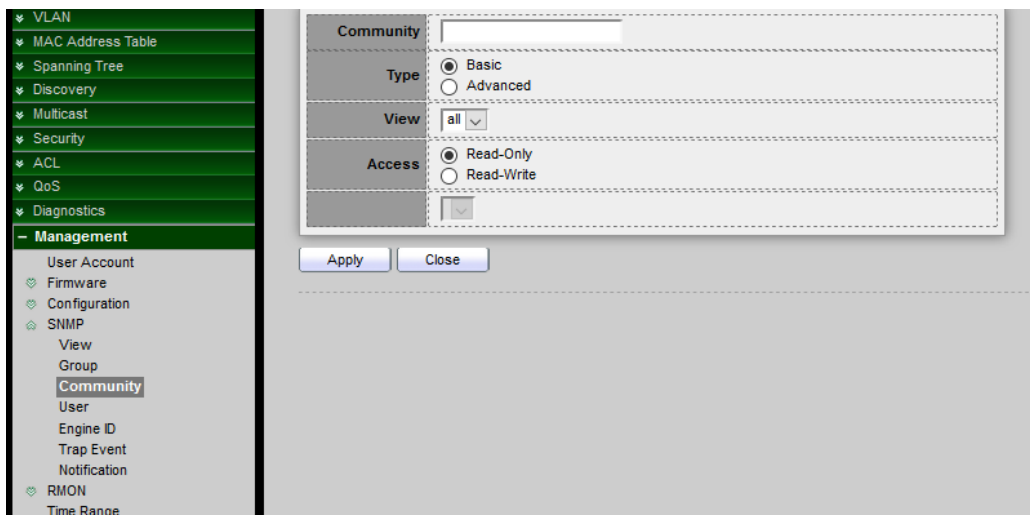 VLAN
MAC Address Table
Spanning Tree
Discovery
Multicast
Security
ACL
QoS
Diagnostics
– Management
User Account
Firmware
Configuration
SNMP
View
Group
Community
User
Engine ID
Trap Event
Notification
RMON
Time Range
Community
Type
Basic
Advanced
View
all
Access
Read-Only
Read-Write
Apply
Close